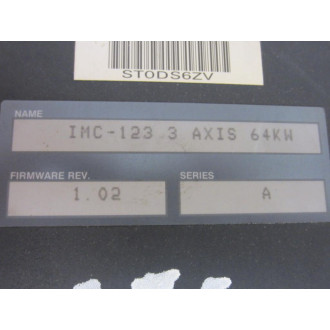 ST0DS6ZV
NAME
IMC-123 3 AXIS 64KW
FIRMWARE REV.
SERIES
1.02
A